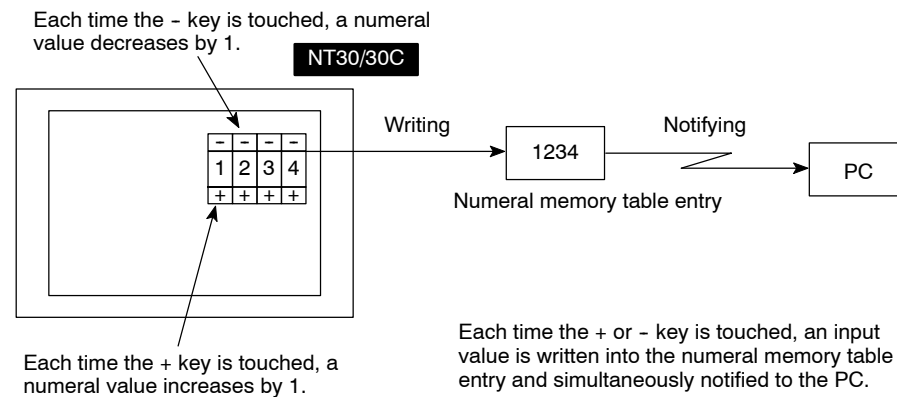 Each time the - key is touched, a numeral
value decreases by 1.
NT30/30C
Writing
Notifying
- - - -
1 2 3 4
+ + + +
1234
PC
Numeral memory table entry
Each time the + key is touched, a
numeral value increases by 1.
Each time the + or - key is touched, an input
value is written into the numeral memory table
entry and simultaneously notified to the PC.